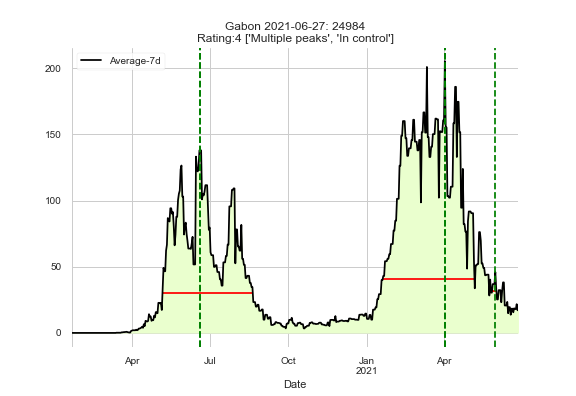 Gabon 2021-06-27: 24984
Rating:4 ['Multiple peaks', 'In control']
Average-7d
200
150
100
50
0
Apr
Jul
Oct
Jan
2021
Apr
Date